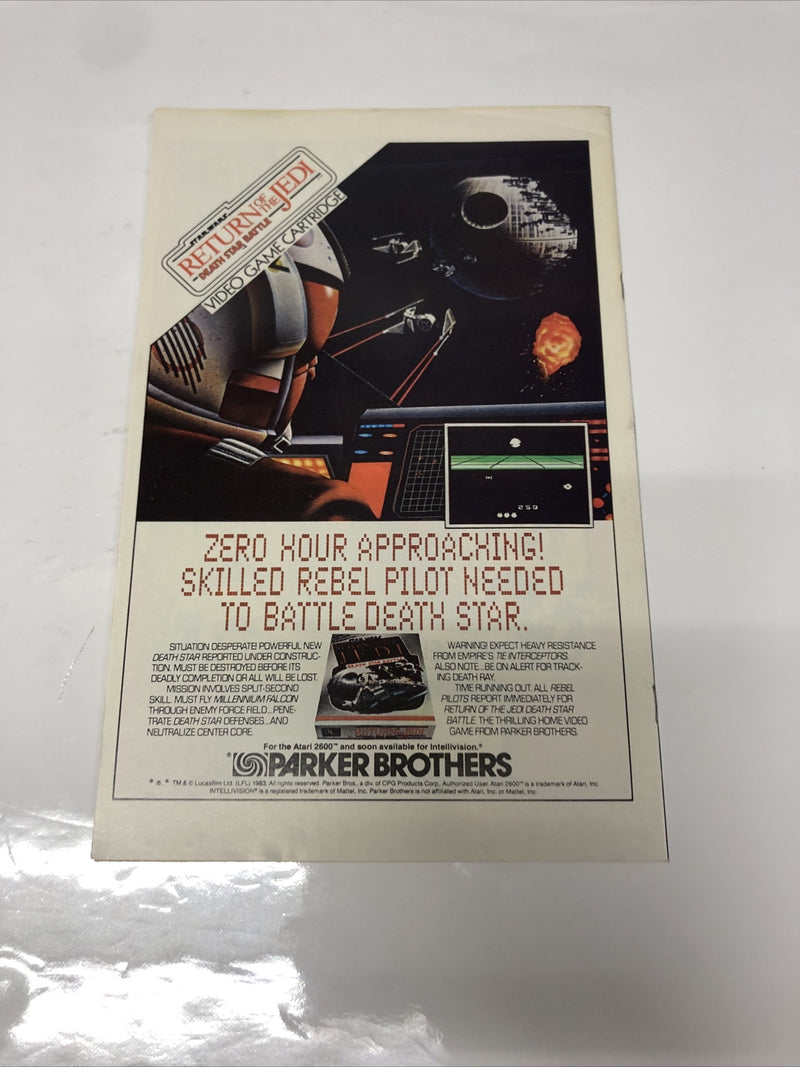 STAR WARS
RETURN OF THE JEDI
DEATH STAR BATTLE
VIDEO GAME CARTRIDGE
250
ZERO HOUR APPROACHING!
SKILLED REBEL PILOT NEEDED
TO BATTLE DEATH STAR.
SITUATION DESPERATE! POWERFUL NEW
DEATH STAR REPORTED UNDER CONSTRUC-
TION. MUST BE DESTROYED BEFORE ITS
DEADLY COMPLETION OR ALL WILL BE LOST.
MISSION INVOLVES SPLIT-SECOND
SKILL. MUST FLY MILLENNIUM FALCON
THROUGH ENEMY FORCE FIELD...PENE-
TRATE DEATH STAR DEFENSES...AND
NEUTRALIZE CENTER CORE.
JEDI
DEATH STAR BATTLE
RETURN OF THE JEDI
WARNING! EXPECT HEAVY RESISTANCE
FROM EMPIRE'S TIE INTERCEPTORS.
ALSO NOTE...BE ON ALERT FOR TRACK-
ING DEATH RAY.
TIME RUNNING OUT. ALL REBEL
PILOTS REPORT IMMEDIATELY FOR
RETURN OF THE JEDI DEATH STAR
BATTLE. THE THRILLING HOME VIDEO
GAME FROM PARKER BROTHERS.
For the Atari 2600™ and soon available for Intellivision.®
PARKER BROTHERS
* ®, * TM & © Lucasfilm Ltd. (LFL) 1983. All rights reserved. Parker Bros., a div. of CPG Products Corp., Authorized User. Atari 2600™ is a trademark of Atari, Inc.
INTELLIVISION® is a registered trademark of Mattel, Inc. Parker Brothers is not affiliated with Atari, Inc. or Mattel, Inc.